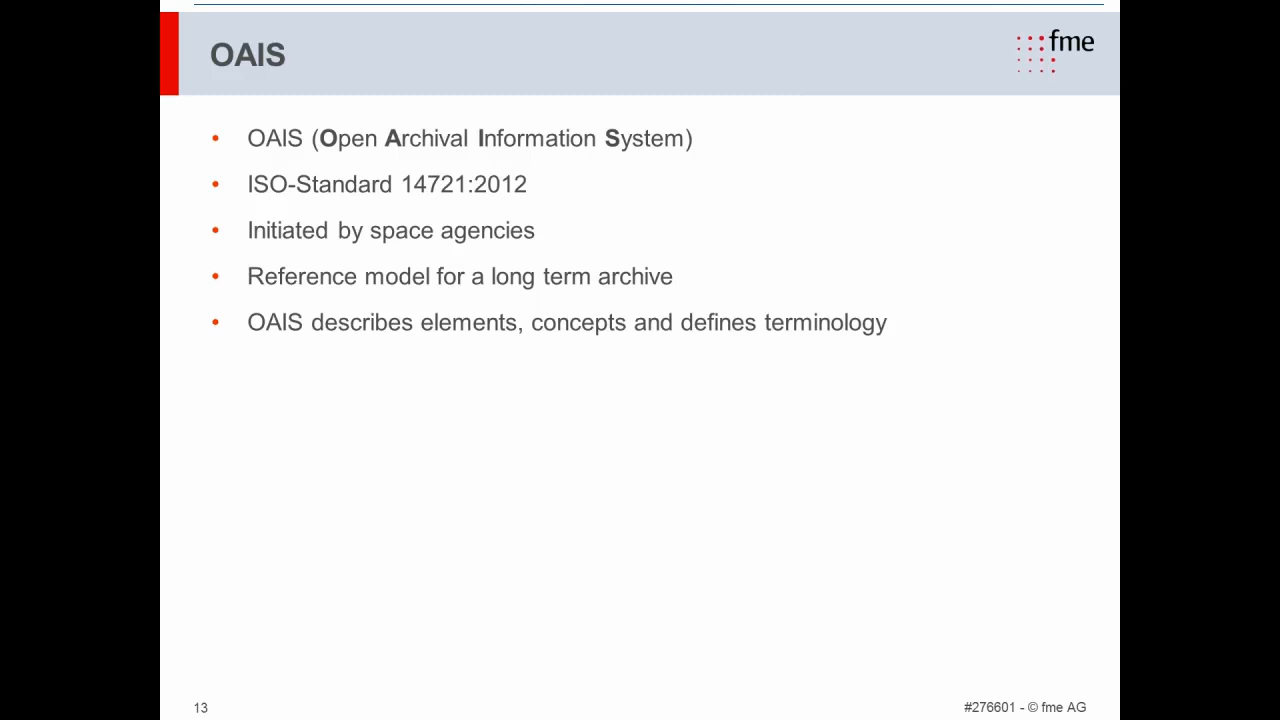 OAIS
fme
• OAIS (Open Archival Information System)
• ISO-Standard 14721:2012
• Initiated by space agencies
• Reference model for a long term archive
• OAIS describes elements, concepts and defines terminology
13
#276601 - © fme AG